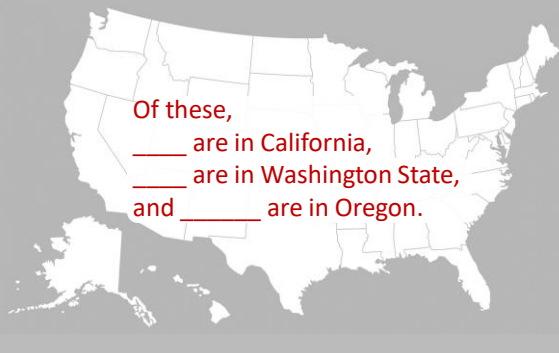 Of these,
____ are in California,
____ are in Washington State,
and ______ are in Oregon.